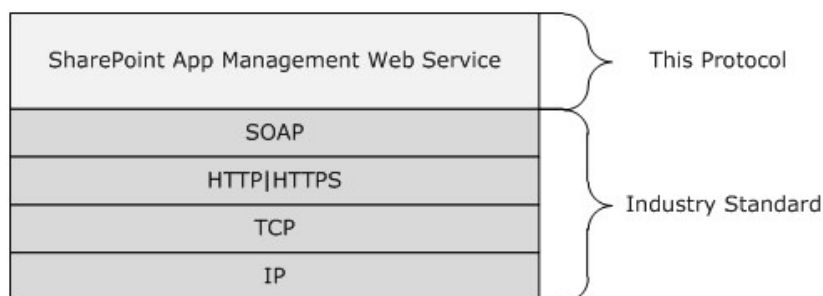 SharePoint App Management Web Service
This Protocol
SOAP
HTTP|HTTPS
Industry Standard
TCP
IP